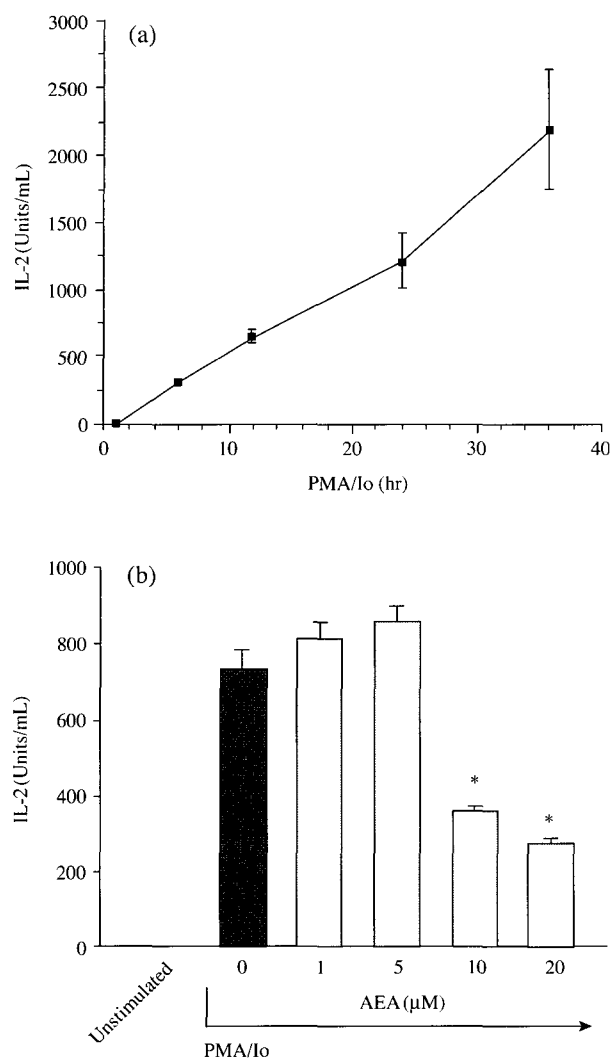 (a)
3000
2500
2000
1500
1000
500
0
IL-2 (Units/mL)
0 10 20 30 40
PMA/Io (hr)
(b)
1000
800
600
400
200
0
IL-2 (Units/mL)
* *
Unstimulated 0 1 5 10 20
AEA (μM)
PMA/Io